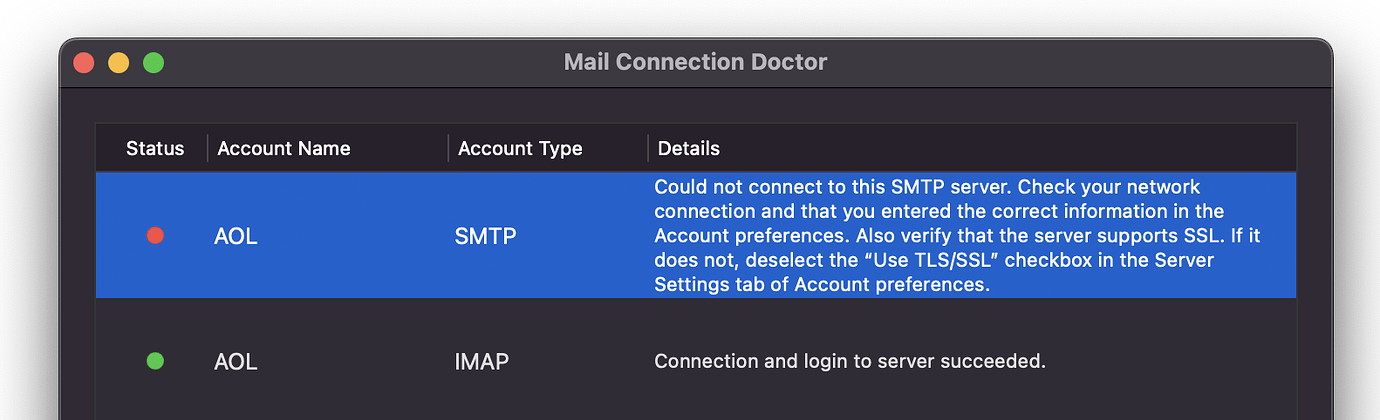 Mail Connection Doctor
Status Account Name Account Type Details
AOL SMTP Could not connect to this SMTP server. Check your network
connection and that you entered the correct information in the
Account preferences. Also verify that the server supports SSL. If it
does not, deselect the “Use TLS/SSL” checkbox in the Server
Settings tab of Account preferences.
AOL IMAP Connection and login to server succeeded.